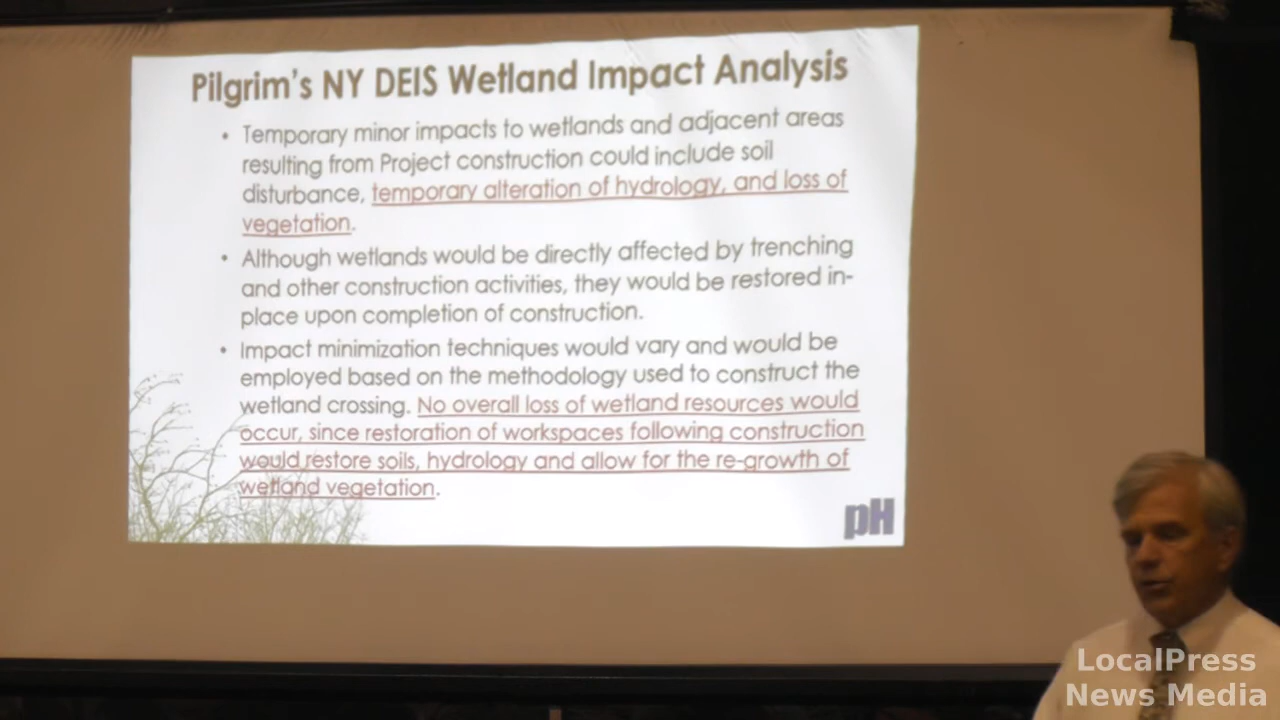 Pilgrim's NY DEIS Wetland Impact Analysis
• Temporary minor impacts to wetlands and adjacent areas
resulting from Project construction could include soil
disturbance, temporary alteration of hydrology, and loss of
vegetation.
• Although wetlands would be directly affected by trenching
and other construction activities, they would be restored in-
place upon completion of construction.
• Impact minimization techniques would vary and would be
employed based on the methodology used to construct the
wetland crossing. No overall loss of wetland resources would
occur, since restoration of workspaces following construction
would restore soils, hydrology and allow for the re-growth of
wetland vegetation.
pH
LocalPress
News Media